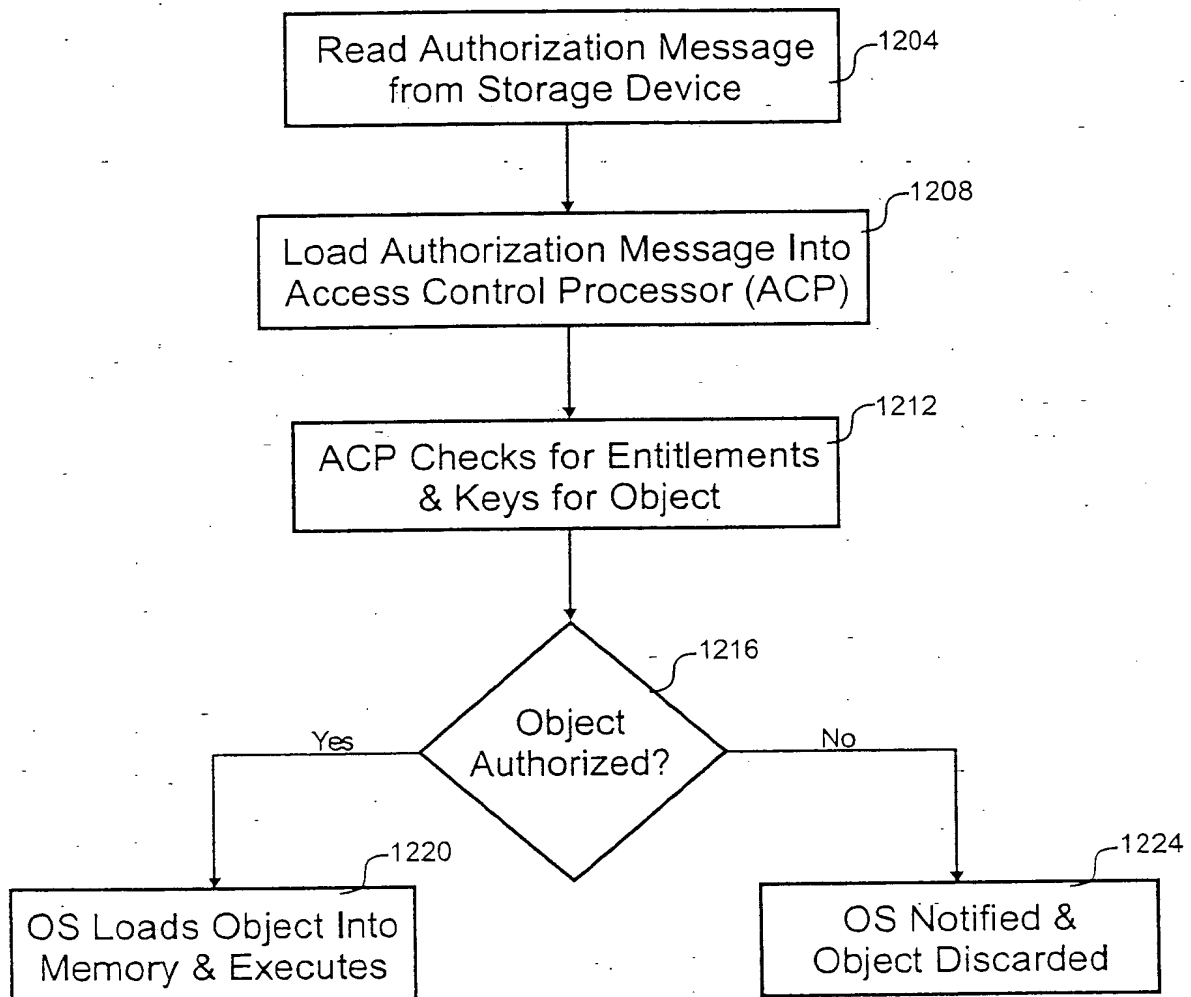 Read Authorization Message
from Storage Device
1204
Load Authorization Message Into
Access Control Processor (ACP)
1208
ACP Checks for Entitlements
& Keys for Object
1212
Object
Authorized?
1216
Yes
No
OS Loads Object Into
Memory & Executes
1220
OS Notified &
Object Discarded
1224